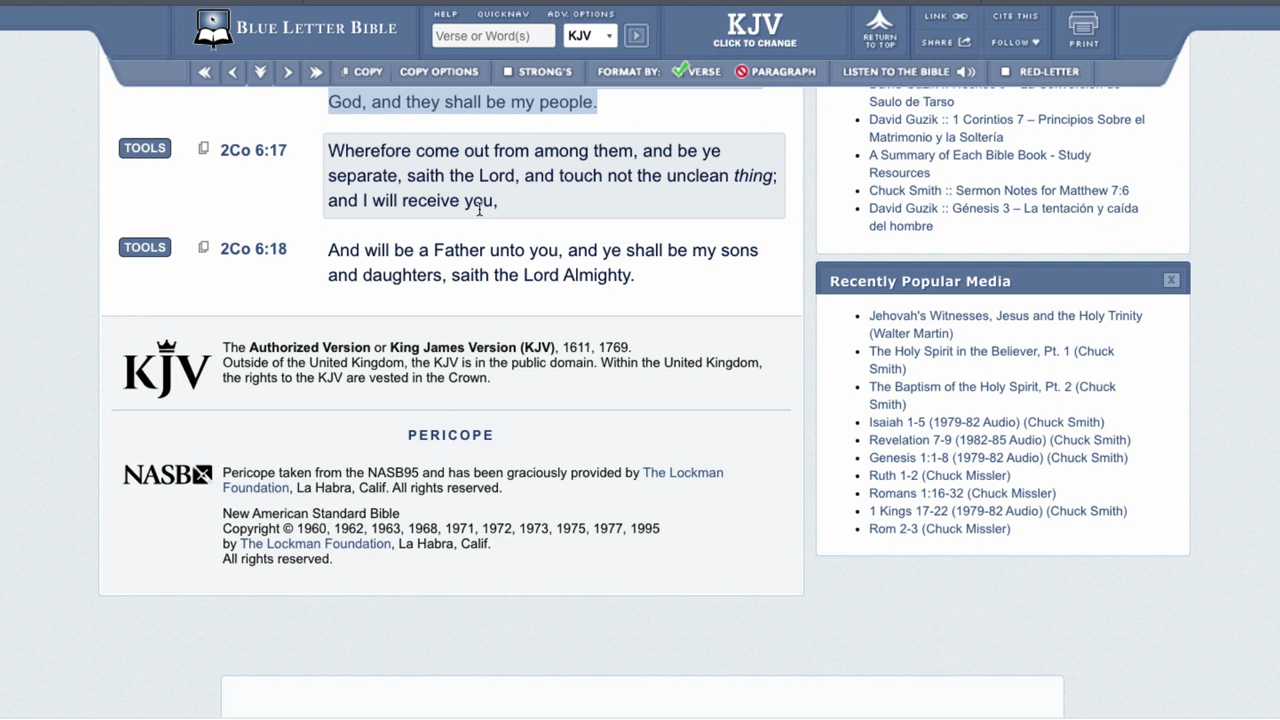 BLUE LETTER BIBLE
HELP QUICKNAV ADV. OPTIONS
Verse or Word(s) KJV
KJV
CLICK TO CHANGE
RETURN
TO TOP
LINK CITE THIS
SHARE FOLLOW
PRINT
COPY COPY OPTIONS STRONG'S FORMAT BY: VERSE PARAGRAPH LISTEN TO THE BIBLE RED-LETTER
God, and they shall be my people.
TOOLS 2Co 6:17 Wherefore come out from among them, and be ye
separate, saith the Lord, and touch not the unclean thing;
and I will receive you,
TOOLS 2Co 6:18 And will be a Father unto you, and ye shall be my sons
and daughters, saith the Lord Almighty.
KJV
The Authorized Version or King James Version (KJV), 1611, 1769.
Outside of the United Kingdom, the KJV is in the public domain. Within the United Kingdom,
the rights to the KJV are vested in the Crown.
PERICOPE
NASB
Pericope taken from the NASB95 and has been graciously provided by The Lockman
Foundation, La Habra, Calif. All rights reserved.
New American Standard Bible
Copyright © 1960, 1962, 1963, 1968, 1971, 1972, 1973, 1975, 1977, 1995
by The Lockman Foundation, La Habra, Calif.
All rights reserved.
Saulo de Tarso
David Guzik :: 1 Corintios 7 – Principios Sobre el
Matrimonio y la Soltería
A Summary of Each Bible Book - Study
Resources
Chuck Smith :: Sermon Notes for Matthew 7:6
David Guzik :: Génesis 3 – La tentación y caída
del hombre
Recently Popular Media X
Jehovah's Witnesses, Jesus and the Holy Trinity
(Walter Martin)
The Holy Spirit in the Believer, Pt. 1 (Chuck
Smith)
The Baptism of the Holy Spirit, Pt. 2 (Chuck
Smith)
Isaiah 1-5 (1979-82 Audio) (Chuck Smith)
Revelation 7-9 (1982-85 Audio) (Chuck Smith)
Genesis 1:1-8 (1979-82 Audio) (Chuck Smith)
Ruth 1-2 (Chuck Missler)
Romans 1:16-32 (Chuck Missler)
1 Kings 17-22 (1979-82 Audio) (Chuck Smith)
Rom 2-3 (Chuck Missler)